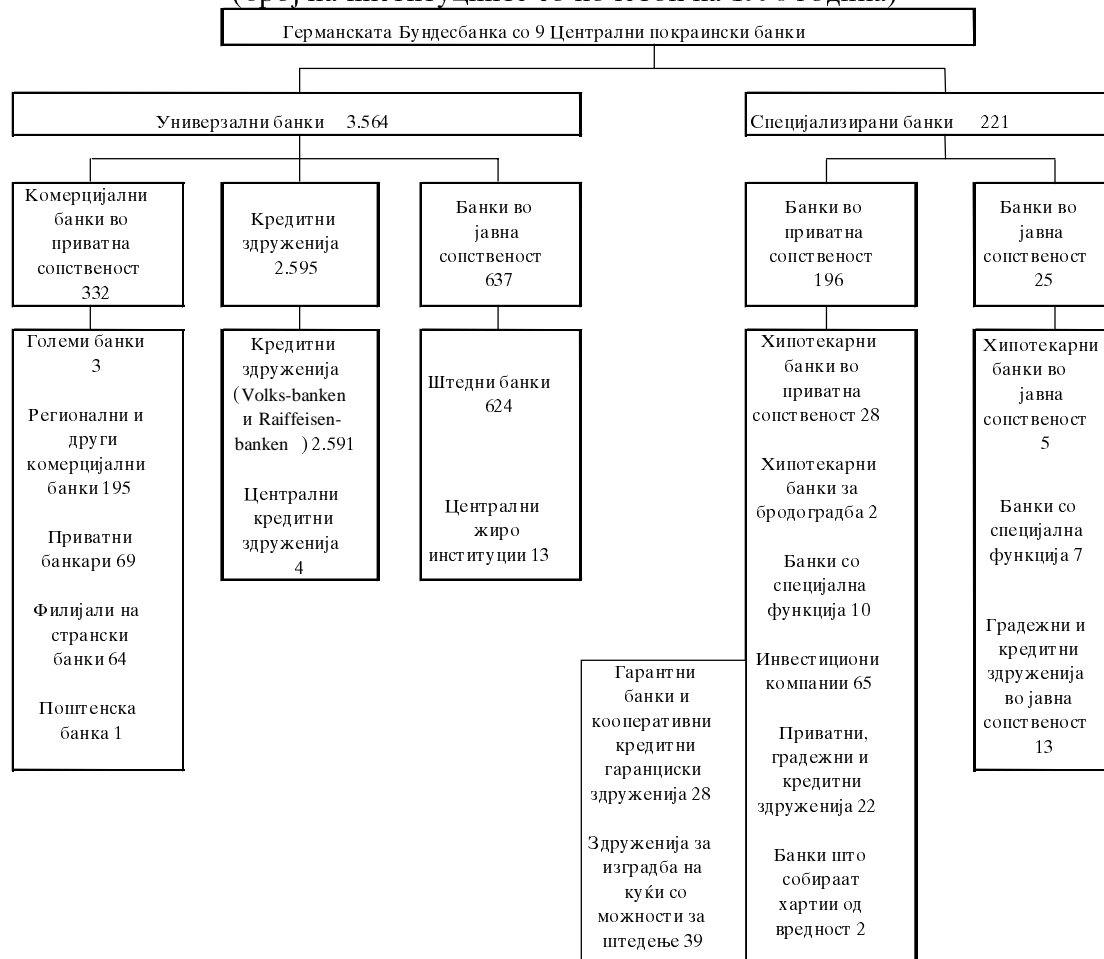 (број на институциите со почеток на година)
Германската Бундесбанка со 9 Централни покраински банки
Универзални банки 3.564
Специјализирани банки 221
Комерцијални
банки во
приватна
сопственост
332
Кредитни
здруженија
2.595
Банки во
јавна
сопственост
637
Банки во
приватна
сопственост
196
Банки во
јавна
сопственост
25
Големи банки
3
Регионални и
други
комерцијални
банки 195
Приватни
банкари 69
Филијали на
странски
банки 64
Поштенска
банка 1
Кредитни
здруженија
(Volks-banken
и Raiffeisen-
banken ) 2.591
Централни
кредитни
здруженија
4
Штедни банки
624
Централни
жиро
институции 13
Гарантни
банки и
кооперативни
кредитни
гаранциски
здруженија 28
Здруженија за
изградба на
куќи со
можности за
штедење 39
Хипотекарни
банки во
приватна
сопственост 28
Хипотекарни
банки за
бродоградба 2
Банки со
специјална
функција 10
Инвестициони
компании 65
Приватни,
градежни и
кредитни
здруженија 22
Банки што
собираат
хартии од
вредност 2
Хипотекарни
банки во
јавна
сопственост
5
Банки со
специјална
функција 7
Градежни и
кредитни
здруженија
во јавна
сопственост
13